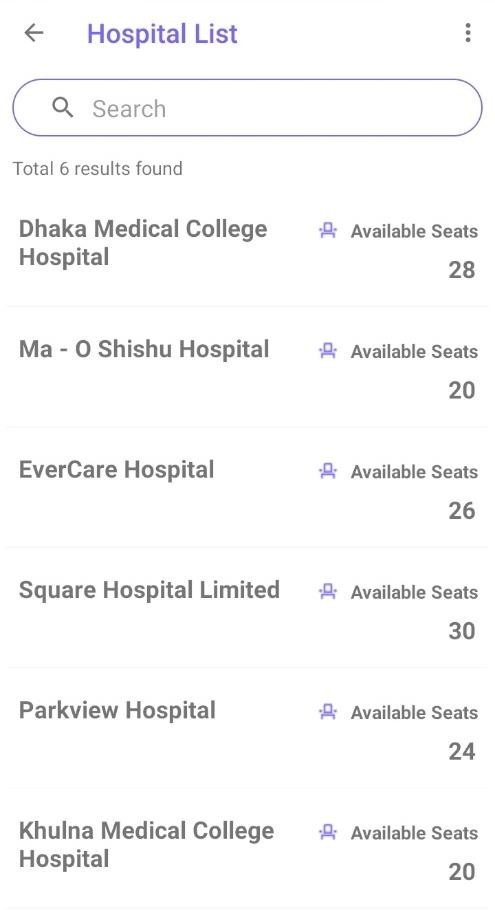 Hospital List
Search
Total 6 results found
Dhaka Medical College
Hospital
Available Seats
28
Ma - O Shishu Hospital
Available Seats
20
EverCare Hospital
Available Seats
26
Square Hospital Limited
Available Seats
30
Parkview Hospital
Available Seats
24
Khulna Medical College
Hospital
Available Seats
20